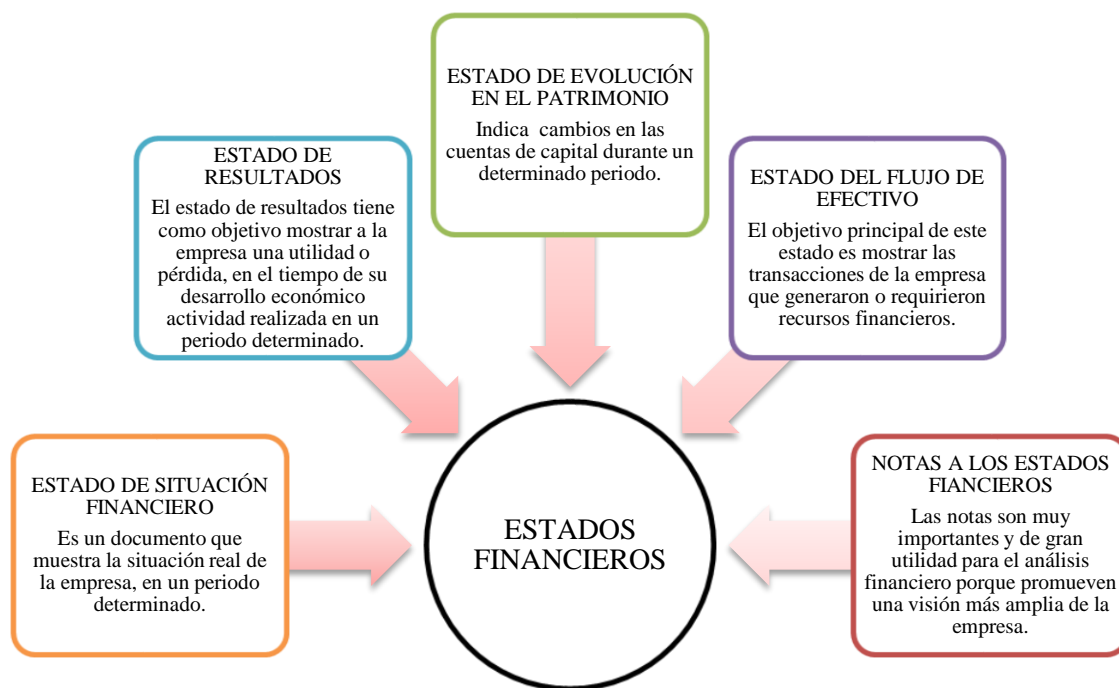 ESTADO DE EVOLUCIÓN
EN EL PATRIMONIO
Indica cambios en las
cuentas de capital durante un
determinado periodo.
ESTADO DE
RESULTADOS
El estado de resultados tiene
como objetivo mostrar a la
empresa una utilidad o
pérdida, en el tiempo de su
desarrollo económico
actividad realizada en un
periodo determinado.
ESTADO DEL FLUJO DE
EFECTIVO
El objetivo principal de este
estado es mostrar las
transacciones de la empresa
que generaron o requirieron
recursos financieros.
ESTADO DE SITUACIÓN
FINANCIERO
Es un documento que
muestra la situación real de
la empresa, en un periodo
determinado.
ESTADOS
FINANCIEROS
NOTAS A LOS ESTADOS
FIANCIEROS
Las notas son muy
importantes y de gran
utilidad para el análisis
financiero porque promueven
una visión más amplia de la
empresa.